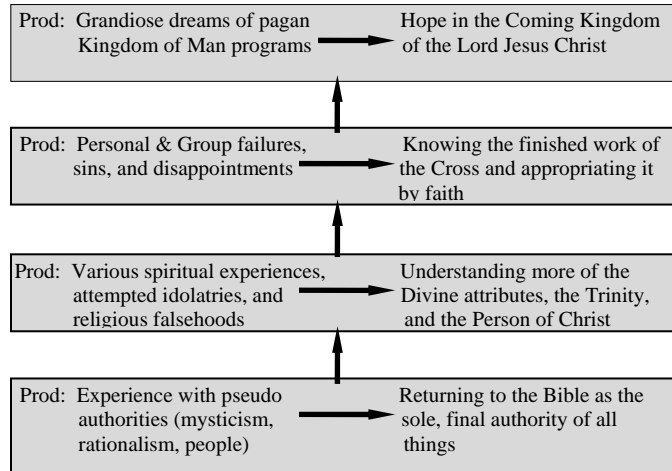 Prod: Grandiose dreams of pagan
Kingdom of Man programs
Hope in the Coming Kingdom
of the Lord Jesus Christ
Prod: Personal & Group failures,
sins, and disappointments
Knowing the finished work of
the Cross and appropriating it
by faith
Prod: Various spiritual experiences,
attempted idolatries, and
religious falsehoods
Understanding more of the
Divine attributes, the Trinity,
and the Person of Christ
Prod: Experience with pseudo
authorities (mysticism,
rationalism, people)
Returning to the Bible as the
sole, final authority of all
things